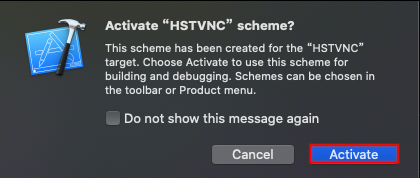 Activate “HSTVNC” scheme?
This scheme has been created for the “HSTVNC”
target. Choose Activate to use this scheme for
building and debugging. Schemes can be chosen in
the toolbar or Product menu.
Do not show this message again
Cancel
Activate